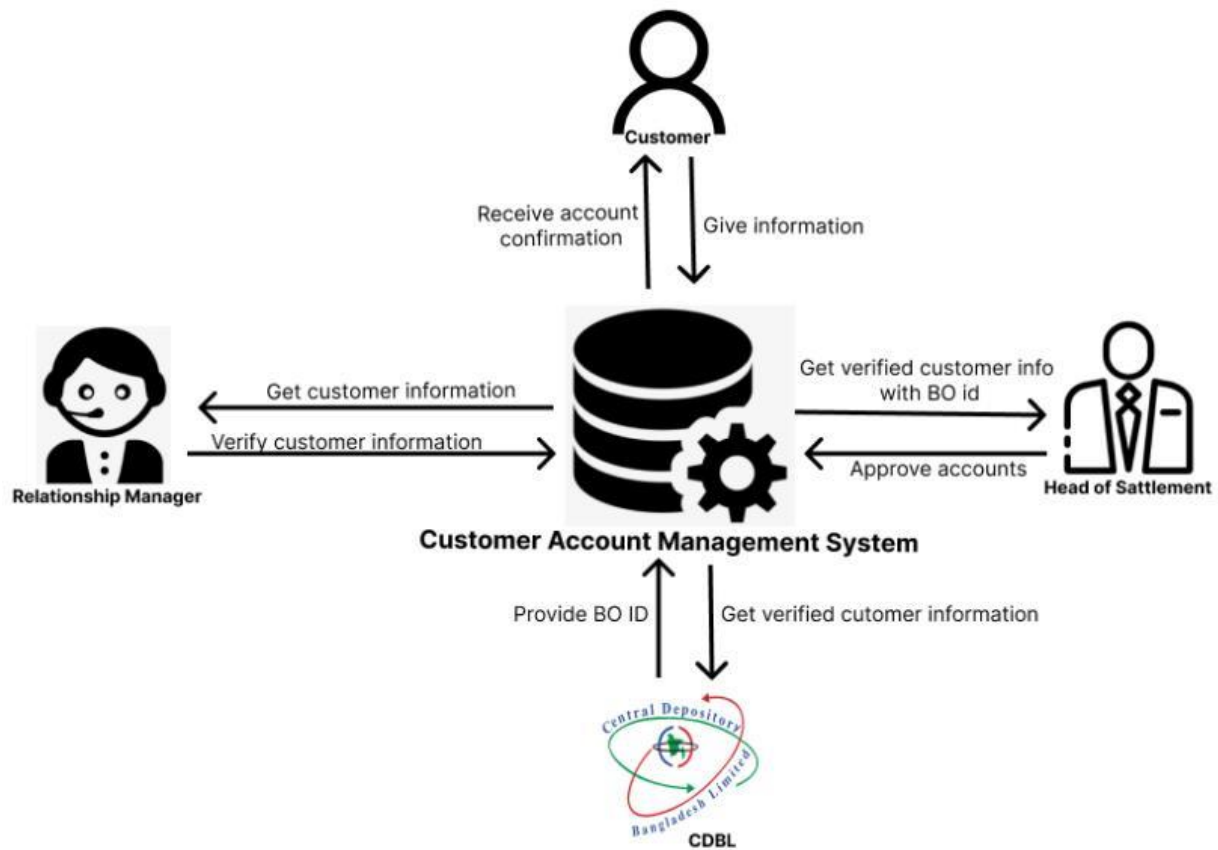 Customer
Receive account
confirmation
Give information
Get customer information
Verify customer information
Relationship Manager
Get verified customer info
with BO id
Approve accounts
Head of Sattlement
Customer Account Management System
Provide BO ID
Get verified cutomer information
Central Depository
Bangladesh Limited
CDBL